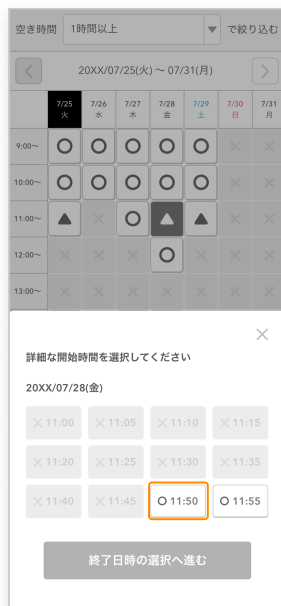 空き時間 1時間以上 ▼ で絞り込む
20XX/07/25(火) ~ 07/31(月)
7/25 7/26 7/27 7/28 7/29 7/30 7/31
火 水 木 金 土 日 月
9:00~ ○ ○ ○ ○ ○ × ×
10:00~ ○ ○ ○ ○ ○ × ×
11:00~ ▲ × ○ ▲ ▲ × ×
12:00~ × × × ○ × × ×
13:00~ × × × × × × ×
×
詳細な開始時間を選択してください
20XX/07/28(金)
× 11:00 × 11:05 × 11:10 × 11:15
× 11:20 × 11:25 × 11:30 × 11:35
× 11:40 × 11:45 ○ 11:50 ○ 11:55
終了日時の選択へ進む